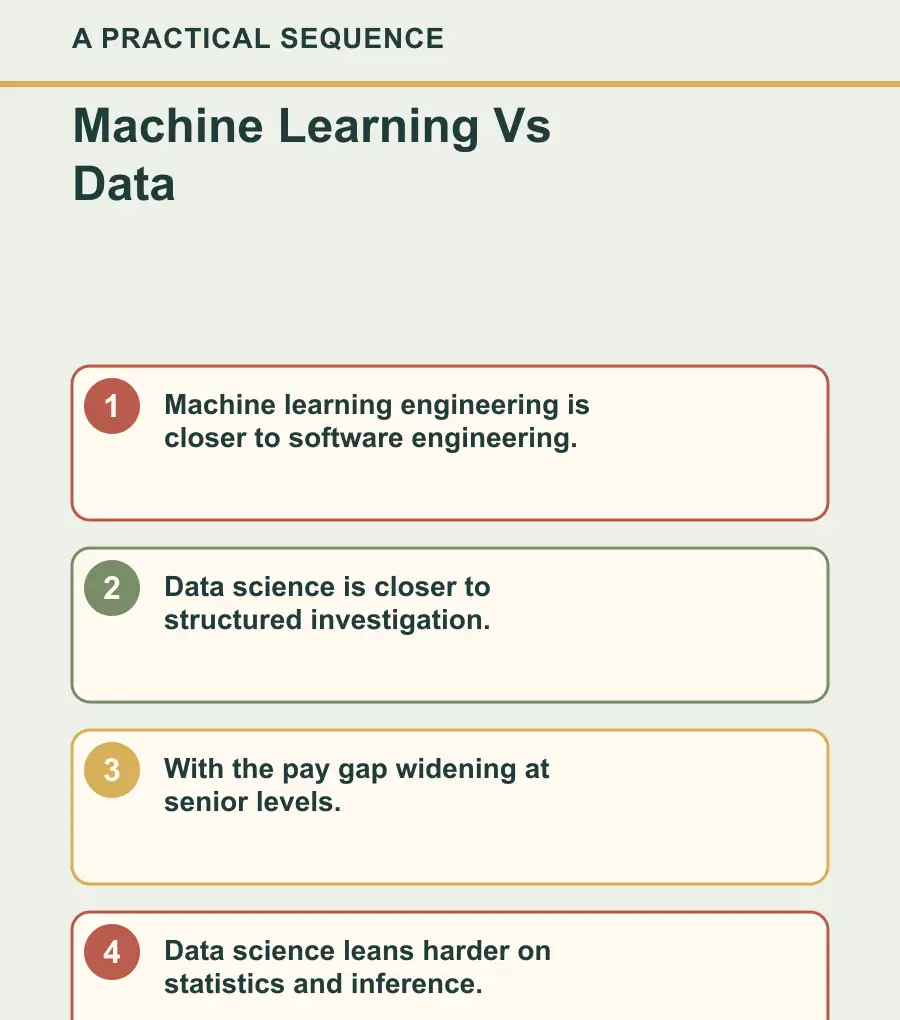 A PRACTICAL SEQUENCE
Machine Learning Vs
Data
1
Machine learning engineering is
closer to software engineering.
2
Data science is closer to
structured investigation.
3
With the pay gap widening at
senior levels.
4
Data science leans harder on
statistics and inference.